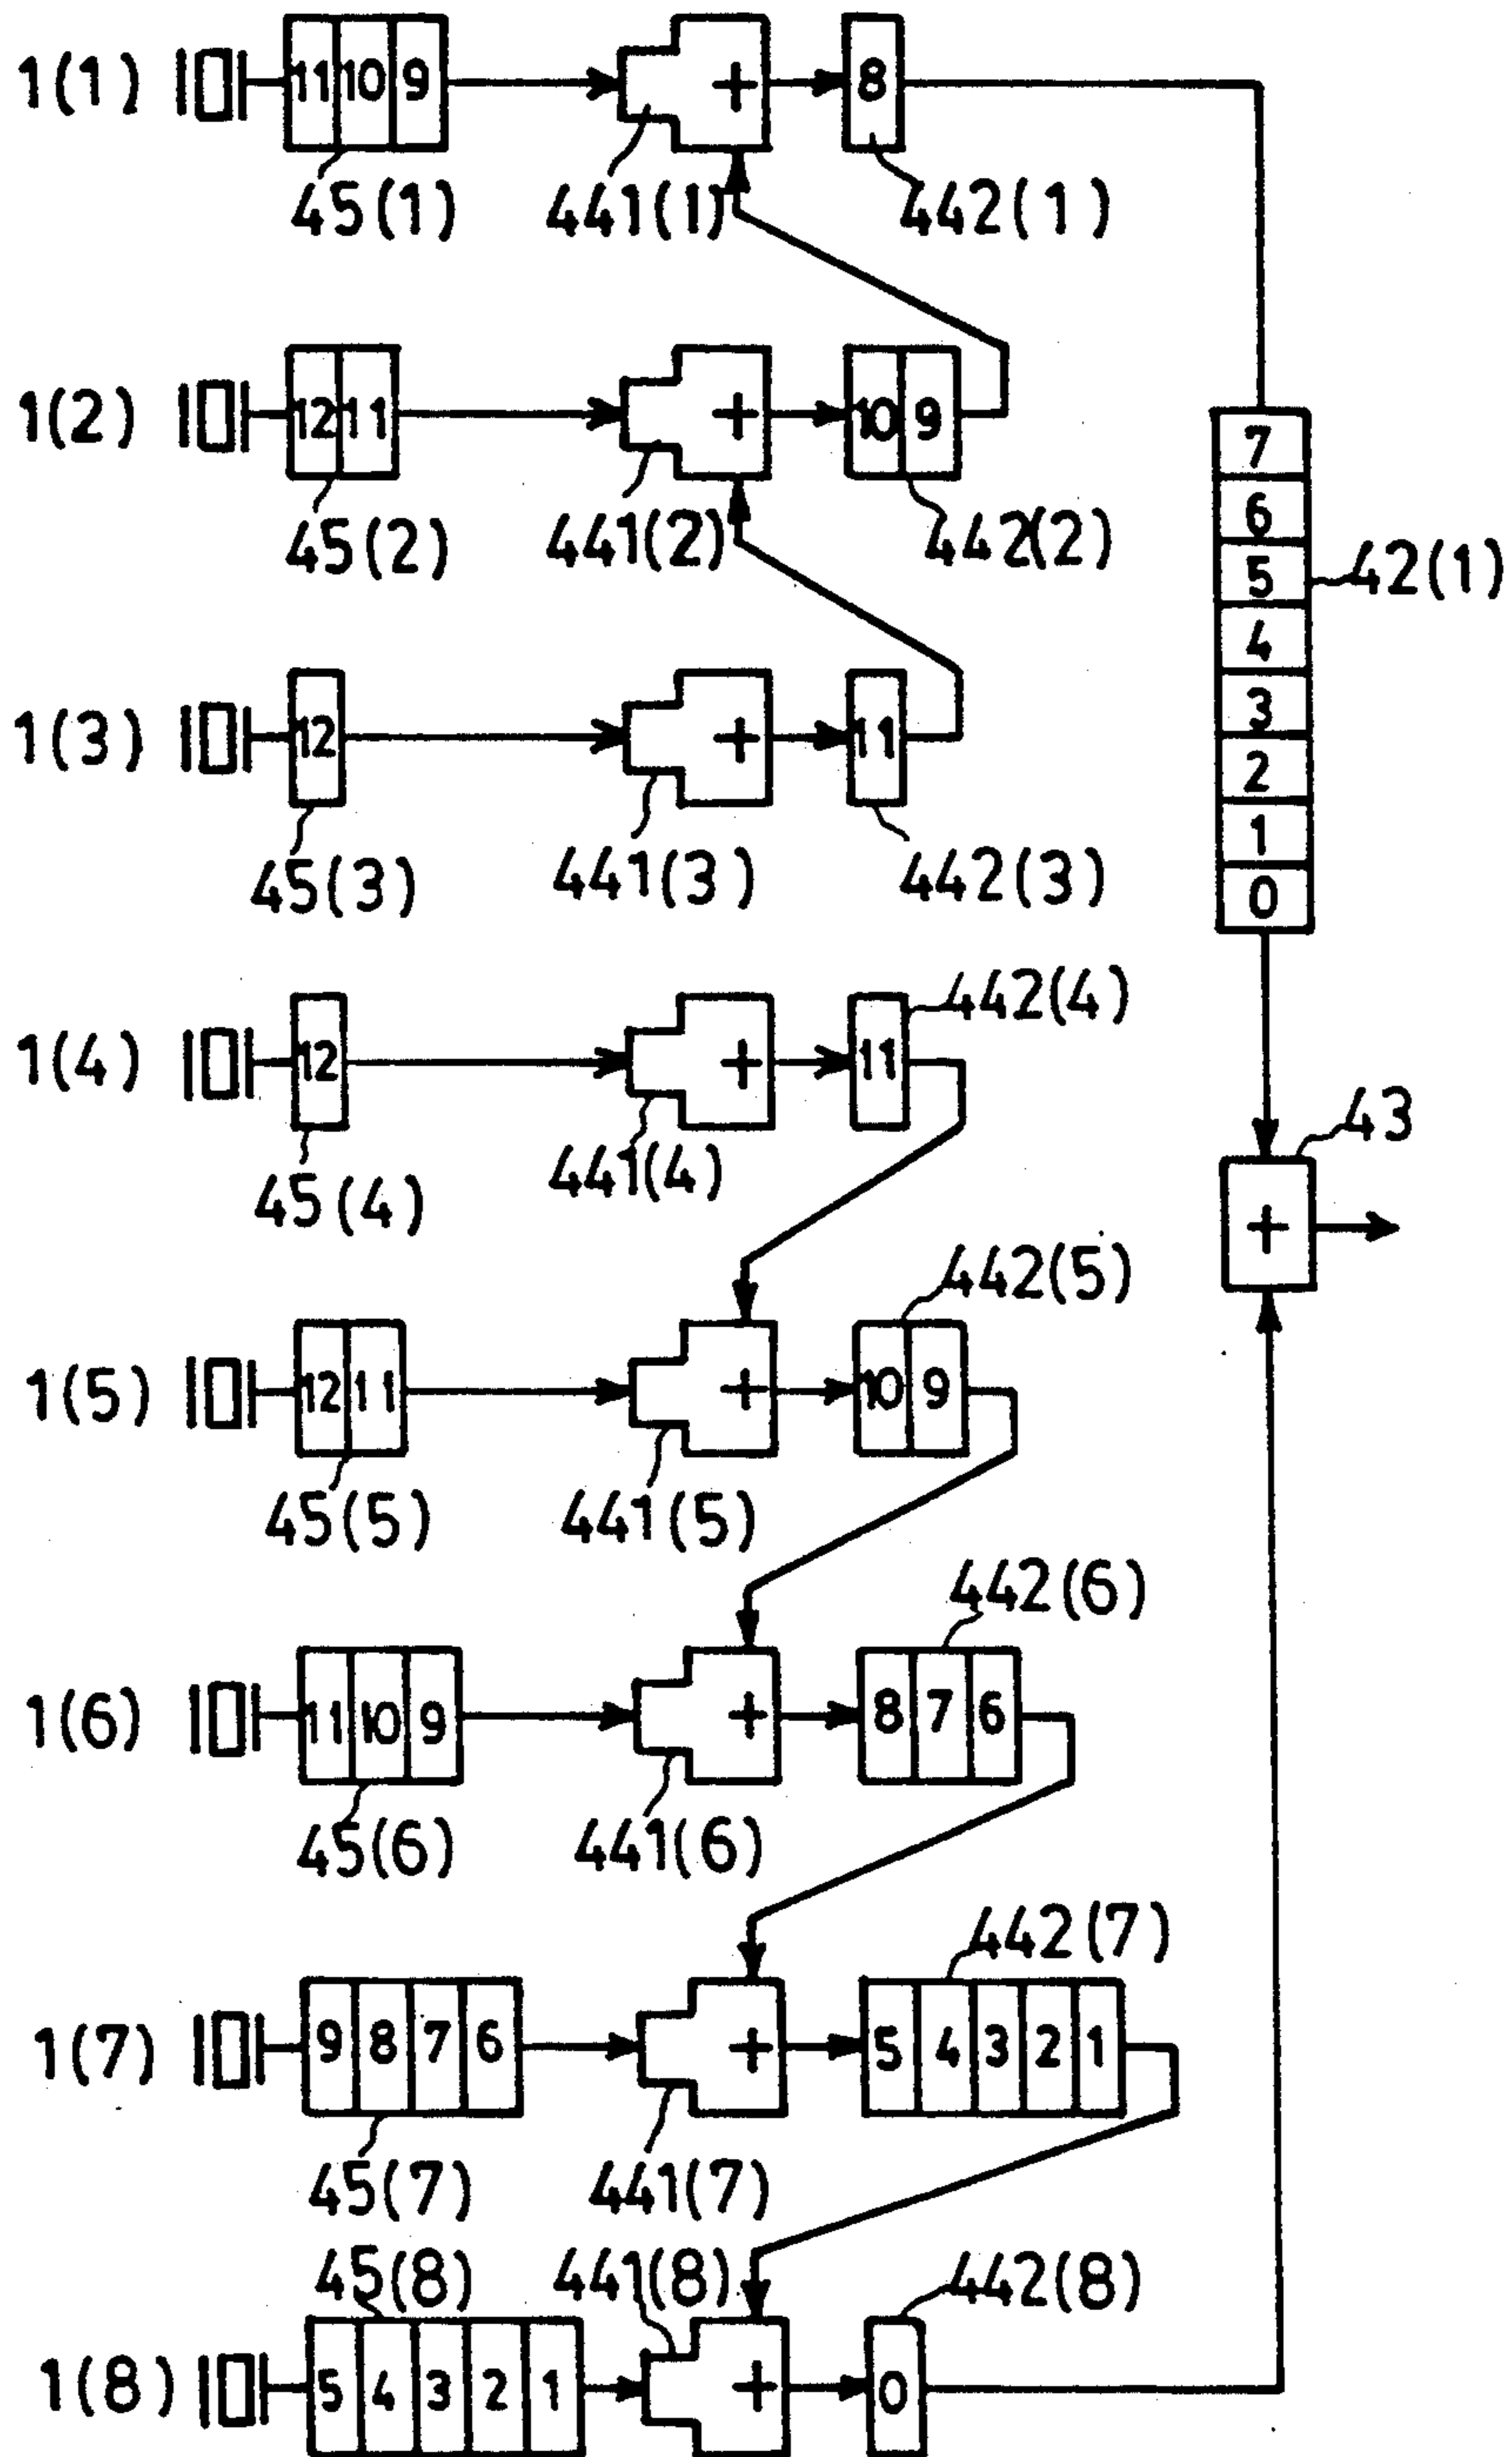 1(1) 11 10 9 + 8
45(1) 441(1) 442(1)
1(2) 12 11 + 10 9
45(2) 441(2) 442(2)
7
6
5 42(1)
4
3
2
1
0
1(3) 12 + 11
45(3) 441(3) 442(3)
442(4)
1(4) 12 + 11
45(4) 441(4)
43
+
442(5)
1(5) 12 11 + 10 9
45(5) 441(5)
442(6)
1(6) 11 10 9 + 8 7 6
45(6) 441(6)
442(7)
1(7) 9 8 7 6 + 5 4 3 2 1
45(7) 441(7)
45(8) 441(8) 442(8)
1(8) 5 4 3 2 1 + 0